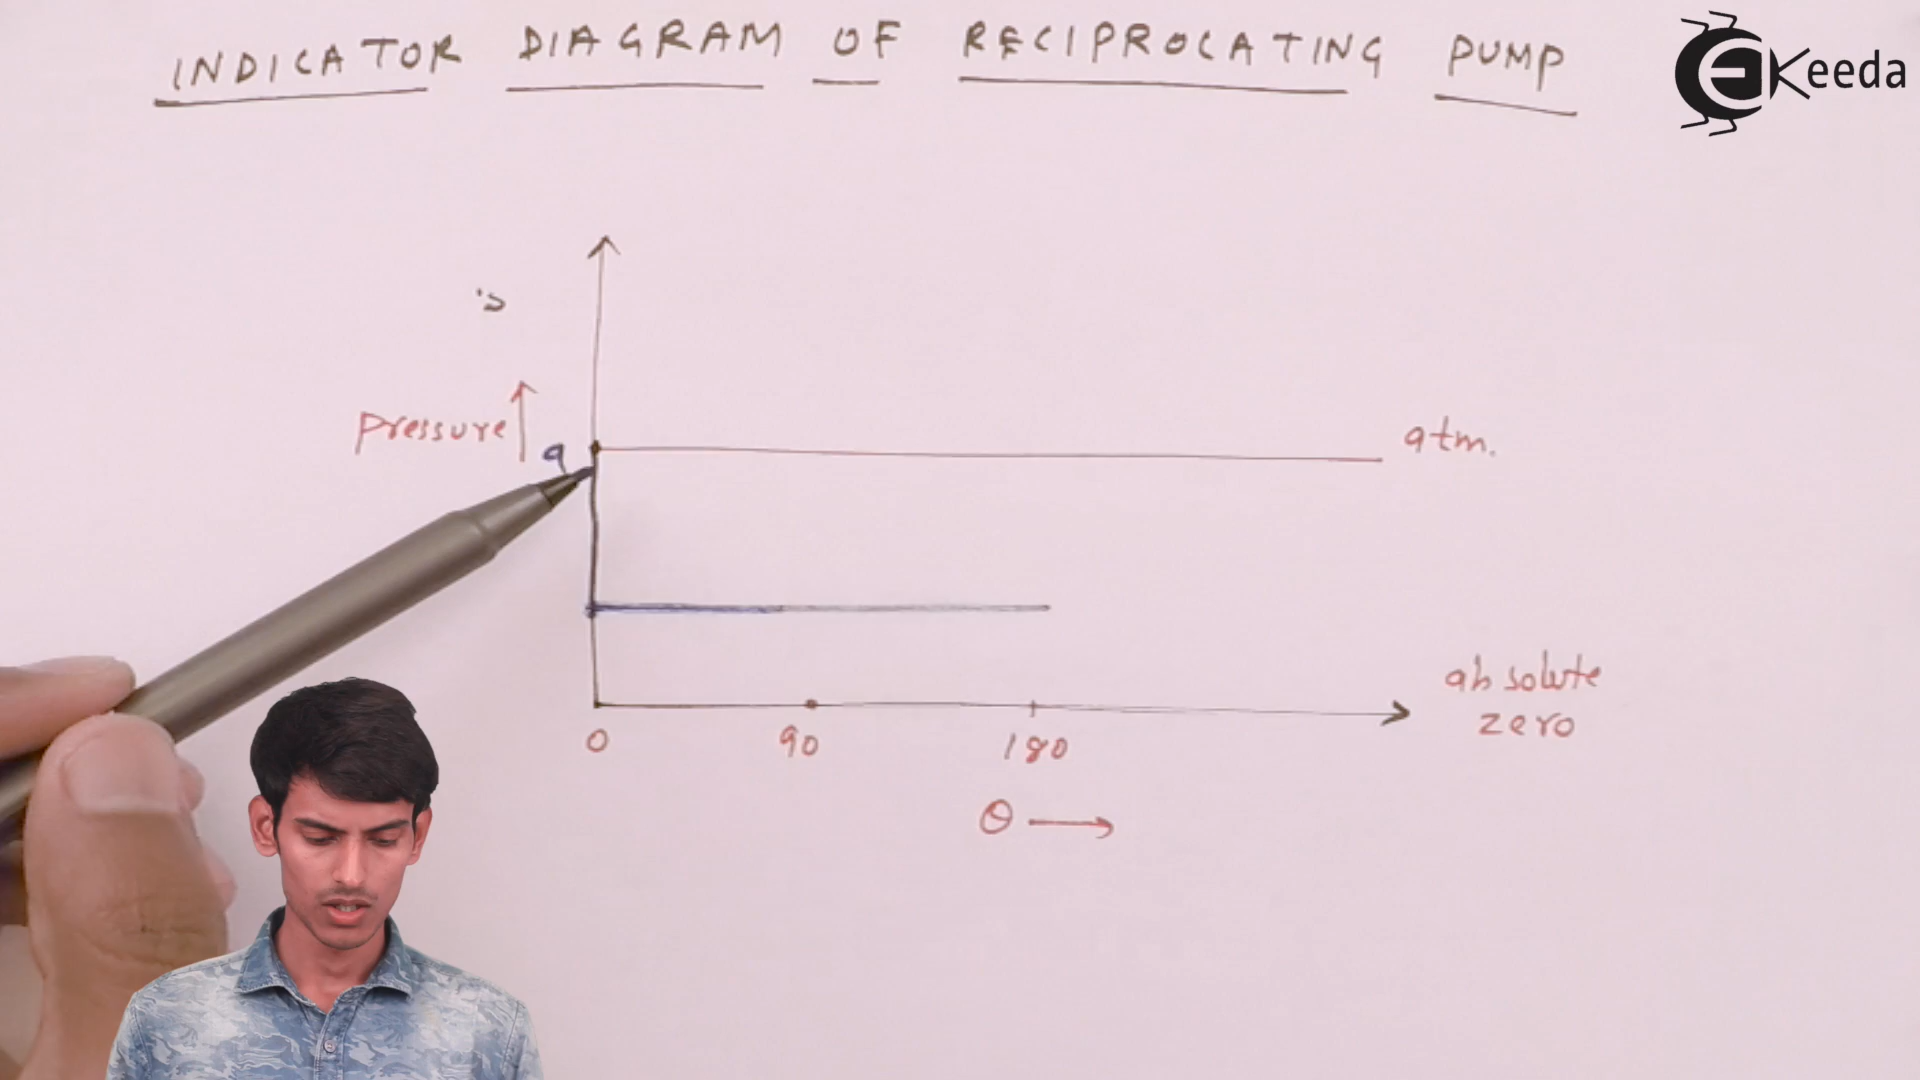 INDICATOR DIAGRAM OF RECIPROCATING PUMP
Keeda
Pressure
a
atm.
absolute
zero
0 90 180
θ